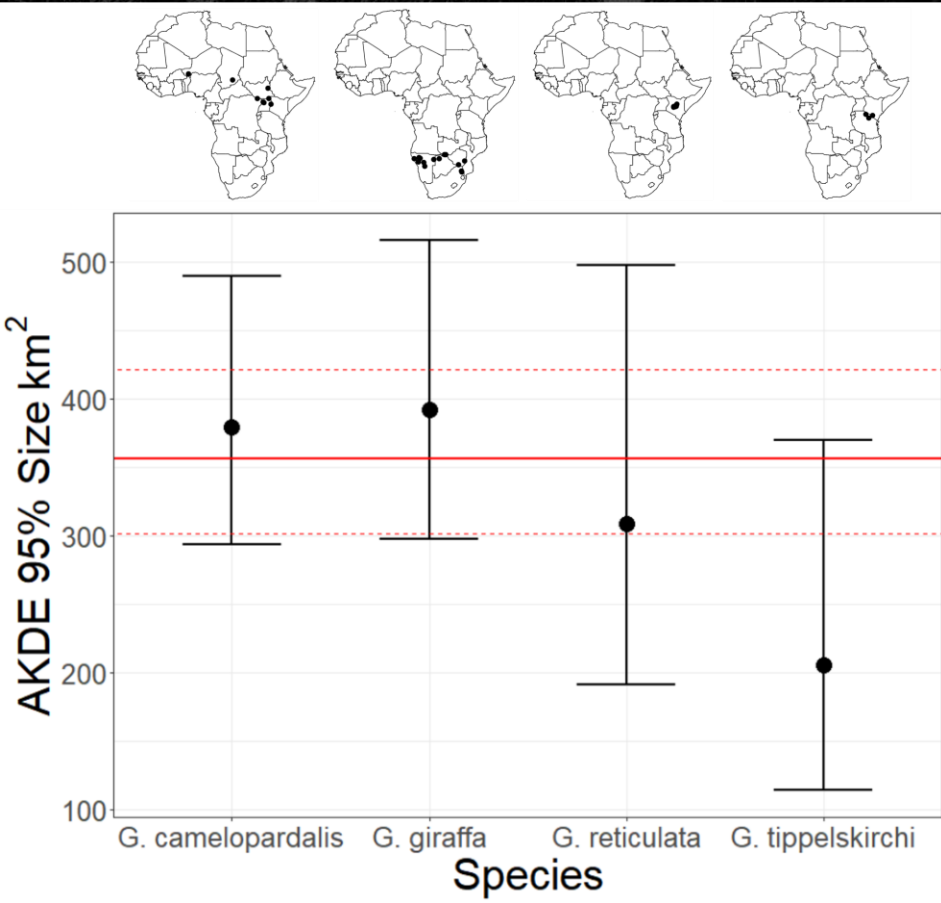 AKDE 95% Size km²
500
400
300
200
100
G. camelopardalis G. giraffa G. reticulata G. tippelskirchi
Species